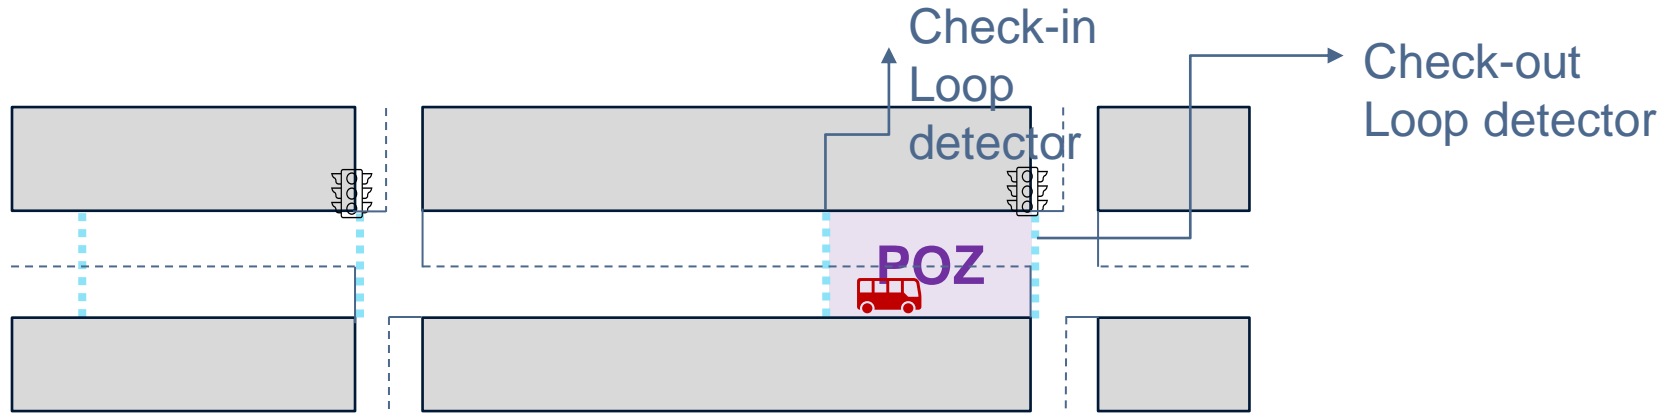 Check-in
Loop
detector
Check-out
Loop detector
POZ